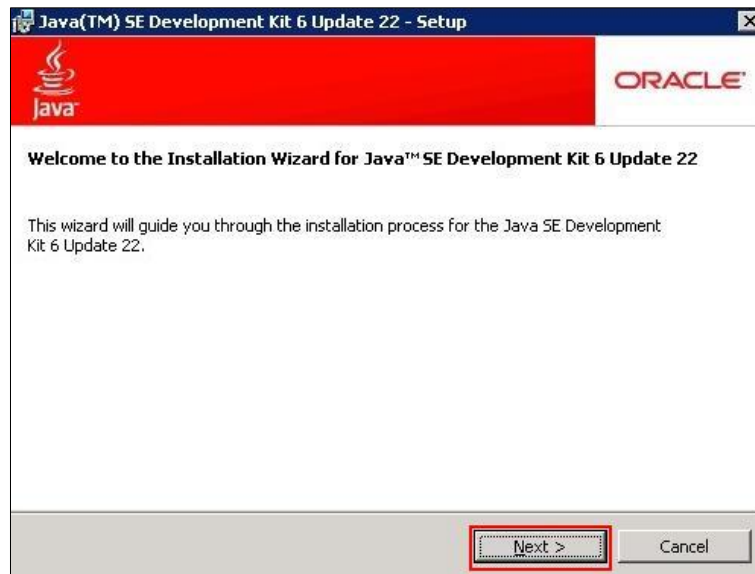 Java(TM) SE Development Kit 6 Update 22 - Setup
Java™
ORACLE®
Welcome to the Installation Wizard for Java™ SE Development Kit 6 Update 22
This wizard will guide you through the installation process for the Java SE Development
Kit 6 Update 22.
Next >
Cancel